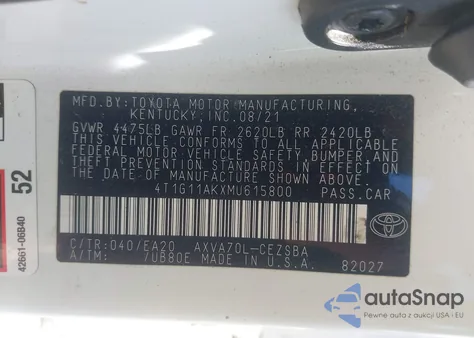 MFD.BY:TOYOTA MOTOR MANUFACTURING,
KENTUCKY, INC. 08/21
GVWR 4475LB GAWR FR 2620LB RR 2420LB
THIS VEHICLE CONFORMS TO ALL APPLICABLE
FEDERAL MOTOR VEHICLE SAFETY,
BUMPER, AND THEFT PREVENTION STANDARDS
IN EFFECT ON
THE DATE OF MANUFACTURE SHOWN ABOVE.
4T1G11AKXMU615800 PASS.CAR
C/TR:040/EA20 AXVA70L-CEZSBA
A/TM: 7UB80E MADE IN U.S.A. 82027
TOYOTA
52
42661-06B40
autoSnap
Pewne auta z aukcji w USA i EU